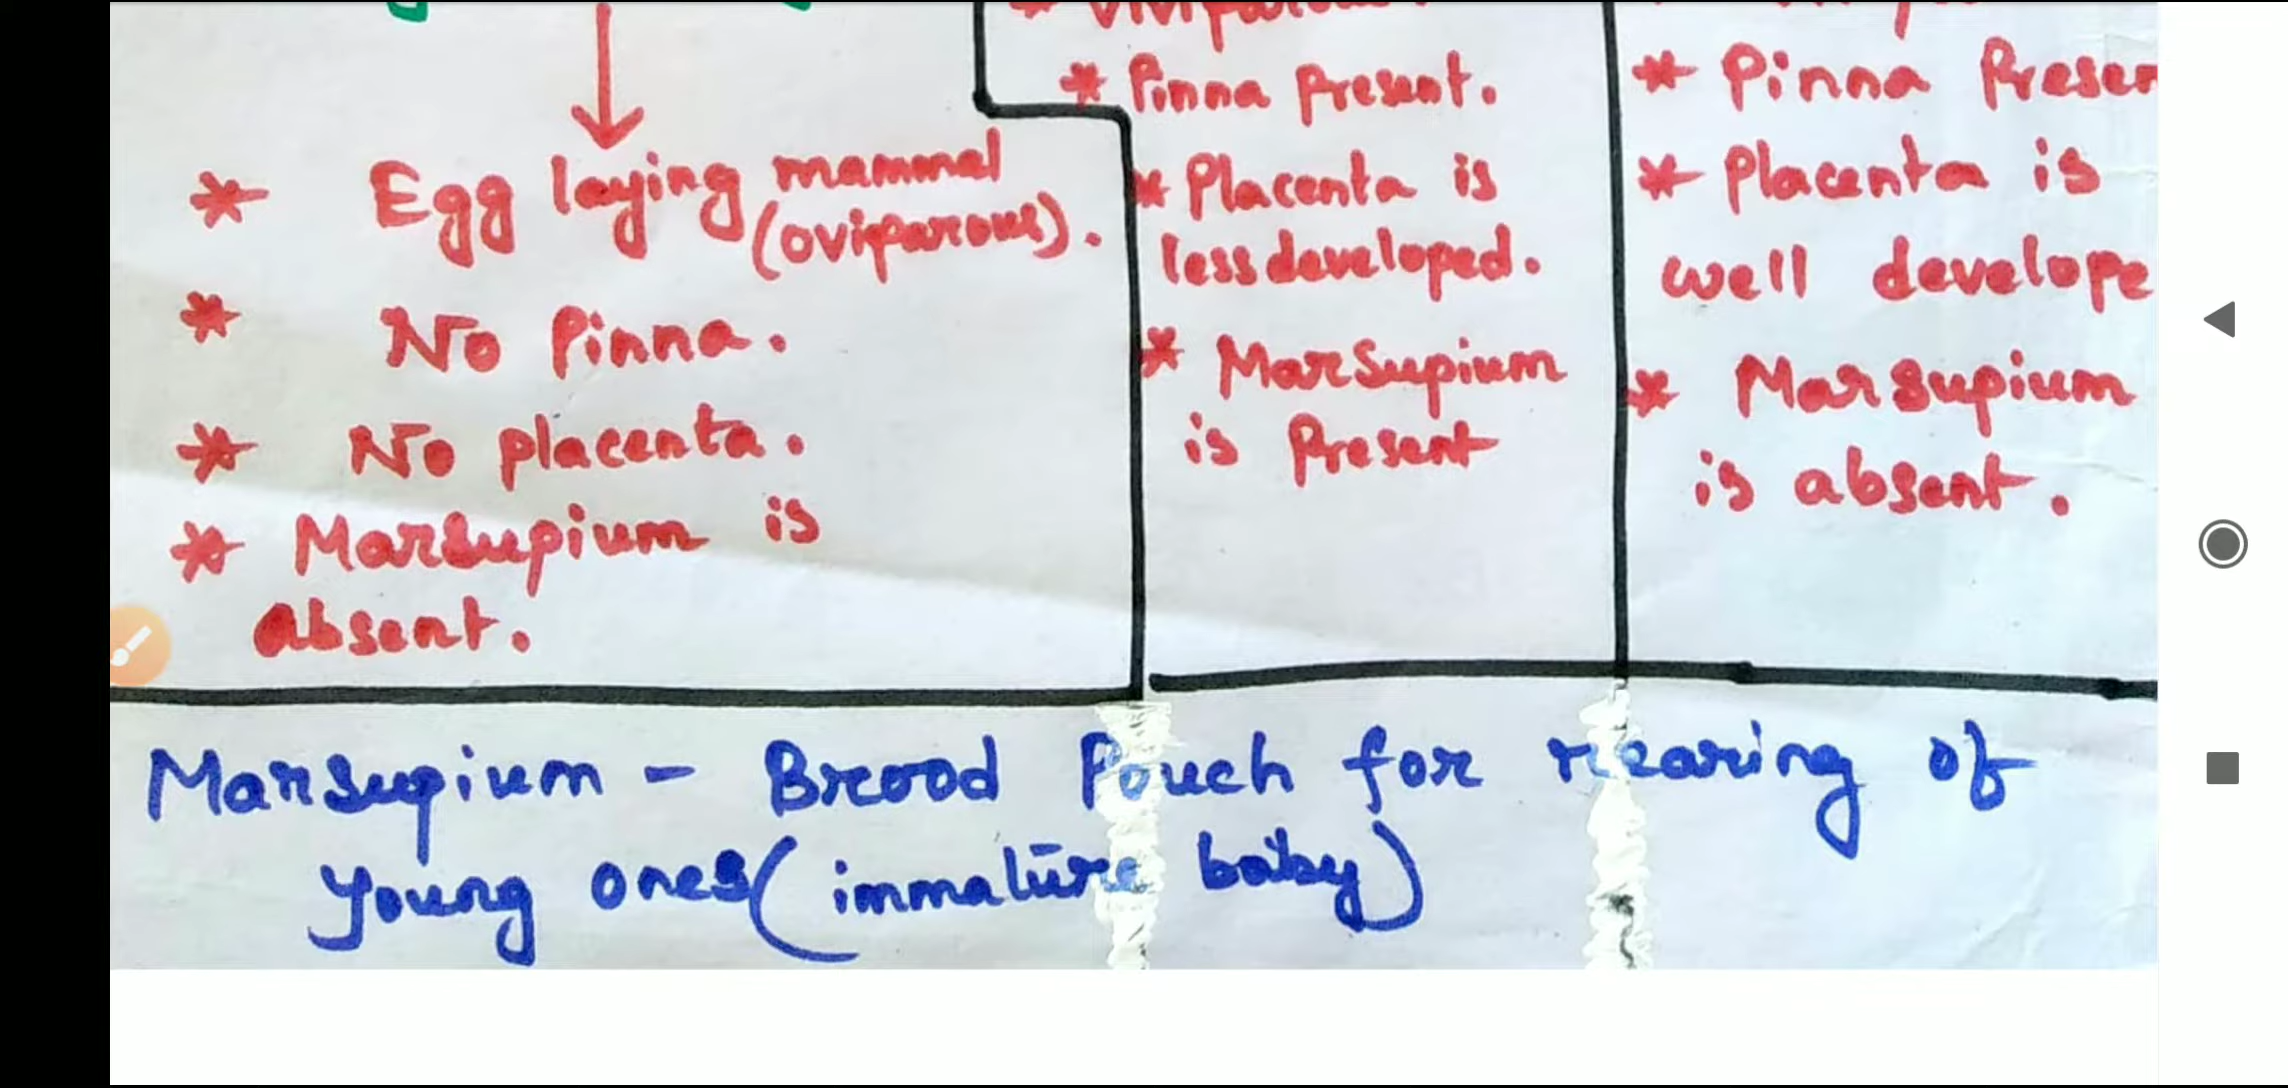 * Egg laying mammal
(oviparous).
* No Pinna.
* No placenta.
* Marsupium is
absent.
* Pinna Present.
* Placenta is
less developed.
* Marsupium
is Present
* Pinna Presen
* Placenta is
well develope
* Marsupium
is absent.
Marsupium - Brood Pouch for rearing of
young ones (immature baby)